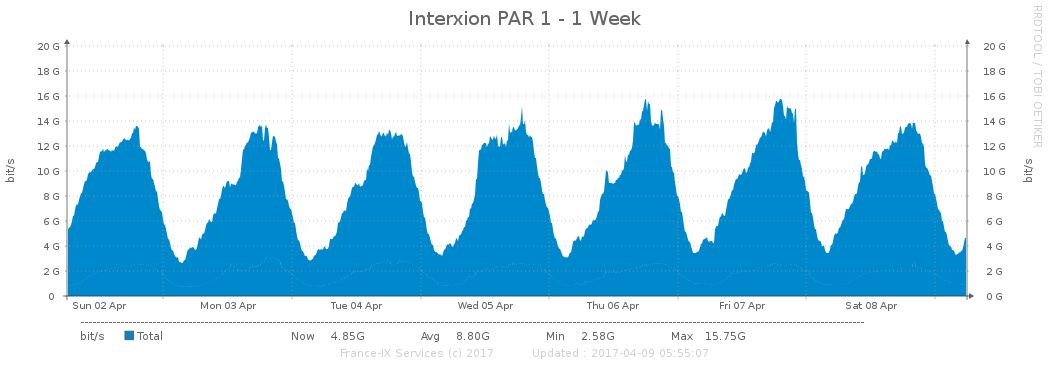 Interxion PAR 1 - 1 Week
RRDTOOL / TOBI OETIKER
bit/s
bit/s
20 G 20 G
18 G 18 G
16 G 16 G
14 G 14 G
12 G 12 G
10 G 10 G
8 G 8 G
6 G 6 G
4 G 4 G
2 G 2 G
0 0 G
Sun 02 Apr Mon 03 Apr Tue 04 Apr Wed 05 Apr Thu 06 Apr Fri 07 Apr Sat 08 Apr
bit/s Total Now 4.85G Avg 8.80G Min 2.58G Max 15.75G
France-IX Services (c) 2017 Updated : 2017-04-09 05:55:07